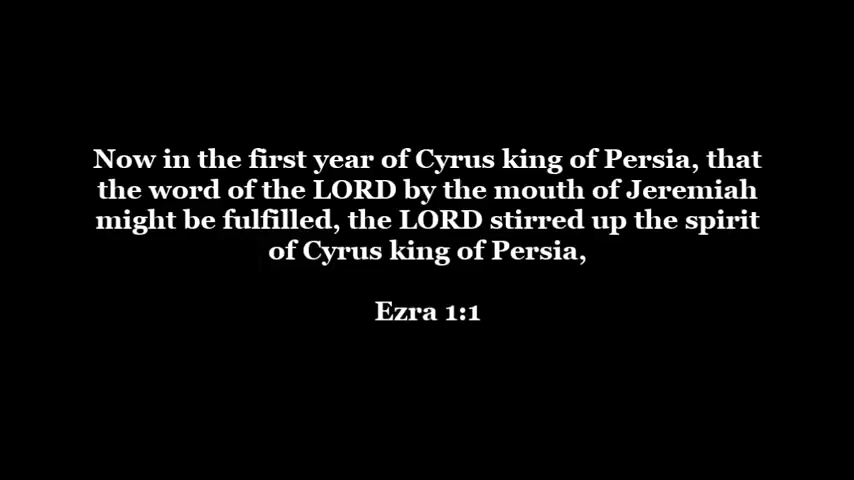 Now in the first year of Cyrus king of Persia, that
the word of the LORD by the mouth of Jeremiah
might be fulfilled, the LORD stirred up the spirit
of Cyrus king of Persia,
Ezra 1:1